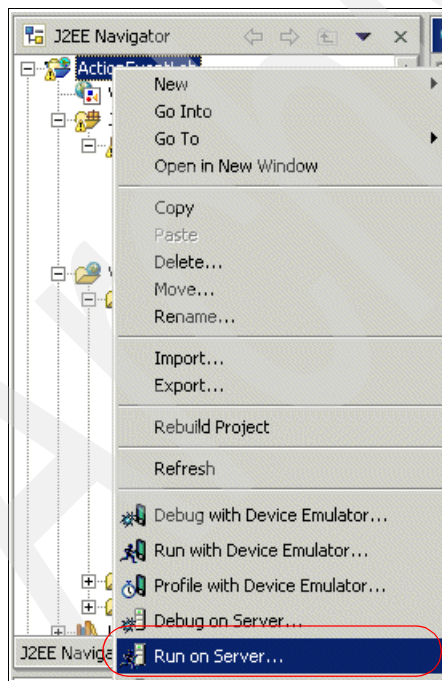 J2EE Navigator
New
Go Into
Go To
Open in New Window
Copy
Paste
Delete...
Move...
Rename...
Import...
Export...
Rebuild Project
Refresh
Debug with Device Emulator...
Run with Device Emulator...
Profile with Device Emulator...
Debug on Server...
J2EE Naviga
Run on Server...